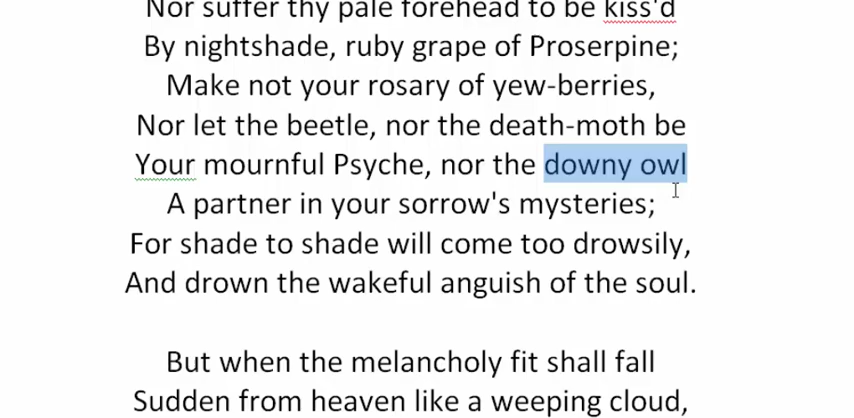 Nor suffer thy pale forehead to be kiss'd
By nightshade, ruby grape of Proserpine;
Make not your rosary of yew-berries,
Nor let the beetle, nor the death-moth be
Your mournful Psyche, nor the downy owl
A partner in your sorrow's mysteries;
For shade to shade will come too drowsily,
And drown the wakeful anguish of the soul.
But when the melancholy fit shall fall
Sudden from heaven like a weeping cloud,